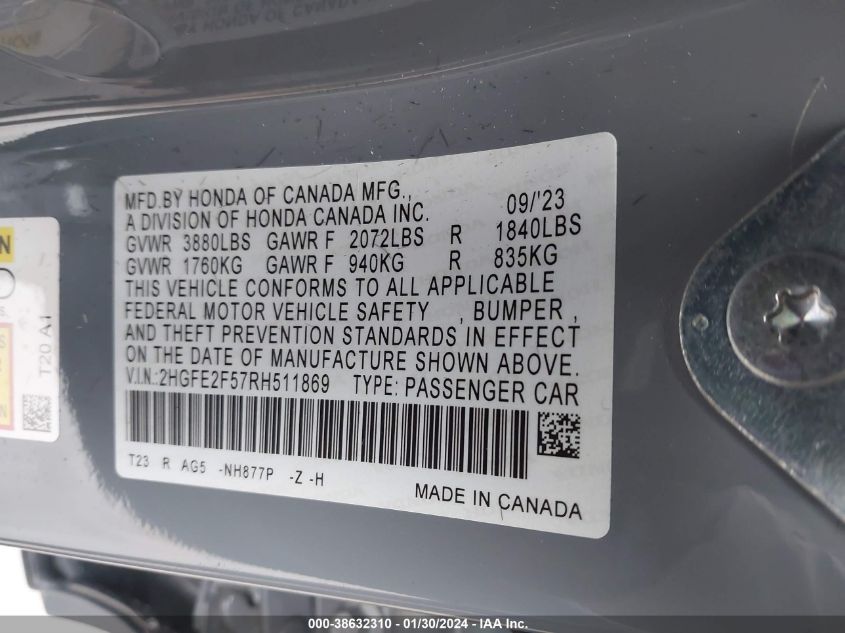 MFD.BY HONDA OF CANADA MFG.,
A DIVISION OF HONDA CANADA INC. 09/'23
GVWR 3880LBS GAWR F 2072LBS R 1840LBS
GVWR 1760KG GAWR F 940KG R 835KG
THIS VEHICLE CONFORMS TO ALL APPLICABLE
FEDERAL MOTOR VEHICLE SAFETY , BUMPER ,
AND THEFT PREVENTION STANDARDS IN EFFECT
ON THE DATE OF MANUFACTURE SHOWN ABOVE.
V.I.N.:2HGFE2F57RH511869 TYPE: PASSENGER CAR
T23 R AG5 -NH877P -Z -H
MADE IN CANADA
T20 A
000-38632310 - 01/30/2024 - IAA Inc.